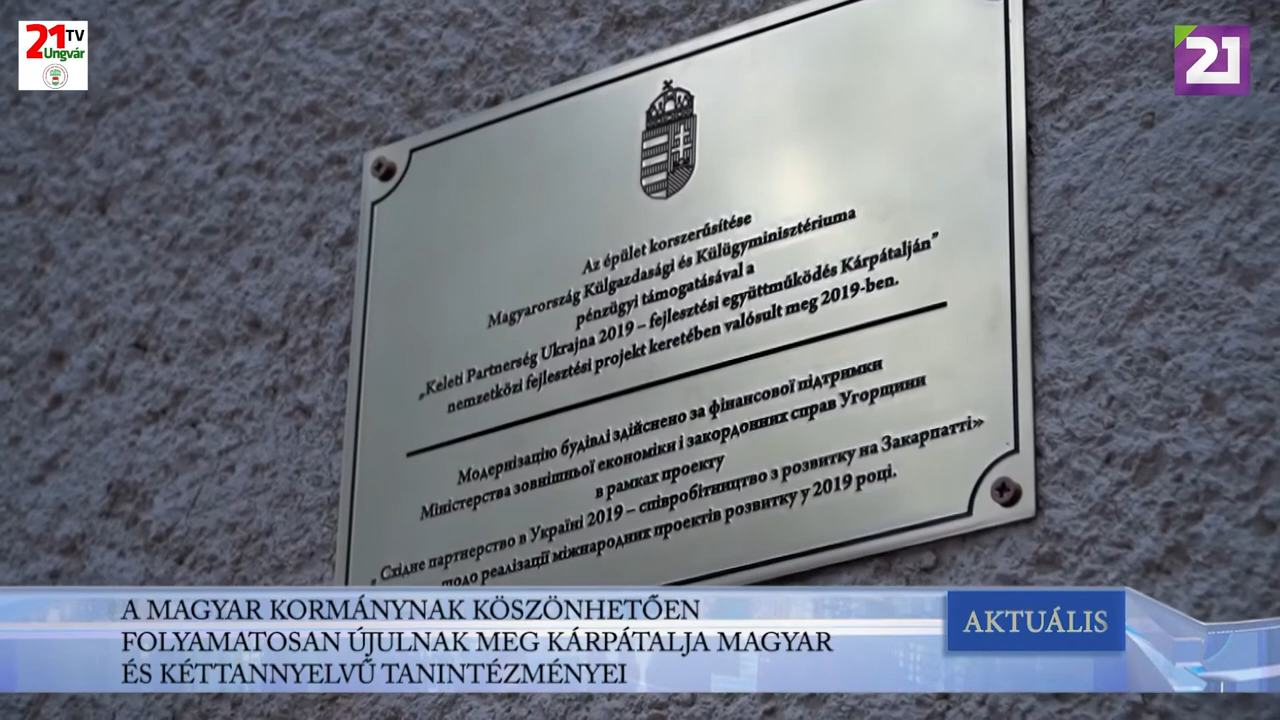 21 TV
Ungvár
21
Az épület korszerűsítése
Magyarország Külgazdasági és Külügyminisztériuma
pénzügyi támogatásával a
„Keleti Partnerség Ukrajna 2019 – fejlesztési együttműködés Kárpátalján”
nemzetközi fejlesztési projekt keretében valósult meg 2019-ben.
Модернізацію будівлі здійснено за фінансової підтримки
Міністерства зовнішньої економіки і закордонних справ Угорщини
в рамках проекту
„Східне партнерство в Україні 2019 – співробітництво з розвитку на Закарпатті»
щодо реалізації міжнародних проектів розвитку у 2019 році.
A MAGYAR KORMÁNYNAK KÖSZÖNHETŐEN
FOLYAMATOSAN ÚJULNAK MEG KÁRPÁTALJA MAGYAR
ÉS KÉTTANNYELVŰ TANINTÉZMÉNYEI
AKTUÁLIS